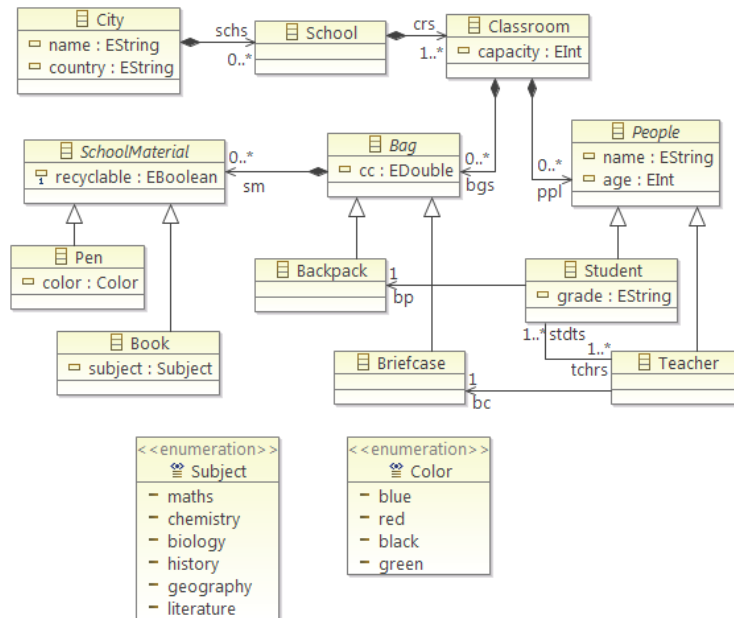 City
name : EString
country : EString
schs
0..*
School
crs
1..*
Classroom
capacity : EInt
SchoolMaterial
1 recyclable : EBoolean
0..*
sm
Bag
cc : EDouble
0..*
bgs
0..*
ppl
People
name : EString
age : EInt
Pen
color : Color
Backpack
1
bp
Student
grade : EString
Book
subject : Subject
Briefcase
1
bc
1..* stdts
1..*
tchrs
Teacher
<<enumeration>>
Subject
maths
chemistry
biology
history
geography
literature
<<enumeration>>
Color
blue
red
black
green